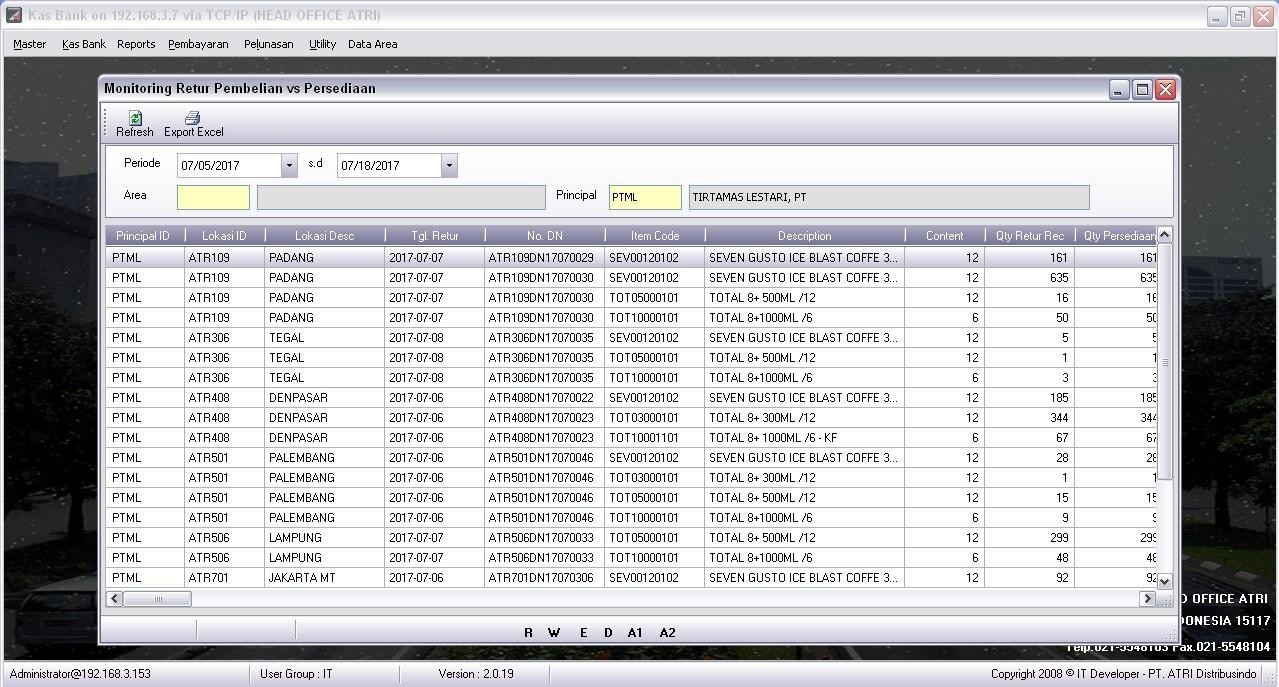 Kas Bank on 192.168.3.7 via TCP/IP (HEAD OFFICE ATRI)
Master Kas Bank Reports Pembayaran Pelunasan Utility Data Area
Monitoring Retur Pembelian vs Persediaan
Refresh Export Excel
Periode 07/05/2017 s.d 07/18/2017
Area Principal PTML TIRTAMAS LESTARI, PT
Principal ID Lokasi ID Lokasi Desc Tgl. Retur No. DN Item Code Description Content Qty Retur Rec Qty Persediaan
PTML ATR109 PADANG 2017-07-07 ATR109DN17070029 SEV00120102 SEVEN GUSTO ICE BLAST COFFE 3... 12 161 161
PTML ATR109 PADANG 2017-07-07 ATR109DN17070030 SEV00120102 SEVEN GUSTO ICE BLAST COFFE 3... 12 635 635
PTML ATR109 PADANG 2017-07-07 ATR109DN17070030 TOT05000101 TOTAL 8+ 500ML /12 12 16 16
PTML ATR109 PADANG 2017-07-07 ATR109DN17070030 TOT10000101 TOTAL 8+1000ML /6 6 50 50
PTML ATR306 TEGAL 2017-07-08 ATR306DN17070035 SEV00120102 SEVEN GUSTO ICE BLAST COFFE 3... 12 5 5
PTML ATR306 TEGAL 2017-07-08 ATR306DN17070035 TOT05000101 TOTAL 8+ 500ML /12 12 1 1
PTML ATR306 TEGAL 2017-07-08 ATR306DN17070035 TOT10000101 TOTAL 8+1000ML /6 6 3 3
PTML ATR408 DENPASAR 2017-07-06 ATR408DN17070022 SEV00120102 SEVEN GUSTO ICE BLAST COFFE 3... 12 185 185
PTML ATR408 DENPASAR 2017-07-06 ATR408DN17070023 TOT03000101 TOTAL 8+ 300ML /12 12 344 344
PTML ATR408 DENPASAR 2017-07-06 ATR408DN17070023 TOT10001101 TOTAL 8+ 1000ML /6 - KF 6 67 67
PTML ATR501 PALEMBANG 2017-07-06 ATR501DN17070046 SEV00120102 SEVEN GUSTO ICE BLAST COFFE 3... 12 28 28
PTML ATR501 PALEMBANG 2017-07-06 ATR501DN17070046 TOT03000101 TOTAL 8+ 300ML /12 12 1 1
PTML ATR501 PALEMBANG 2017-07-06 ATR501DN17070046 TOT05000101 TOTAL 8+ 500ML /12 12 15 15
PTML ATR501 PALEMBANG 2017-07-06 ATR501DN17070046 TOT10000101 TOTAL 8+1000ML /6 6 9 9
PTML ATR506 LAMPUNG 2017-07-07 ATR506DN17070033 TOT05000101 TOTAL 8+ 500ML /12 12 299 299
PTML ATR506 LAMPUNG 2017-07-07 ATR506DN17070033 TOT10000101 TOTAL 8+1000ML /6 6 48 48
PTML ATR701 JAKARTA MT 2017-07-06 ATR701DN17070306 SEV00120102 SEVEN GUSTO ICE BLAST COFFE 3... 12 92 92
D OFFICE ATRI
ONESIA 15117
R W E D A1 A2
Telp.021-5548103 Fax.021-5548104
Administrator@192.168.3.153 User Group : IT Version : 2.0.19 Copyright 2008 © IT Developer - PT. ATRI Distribusindo